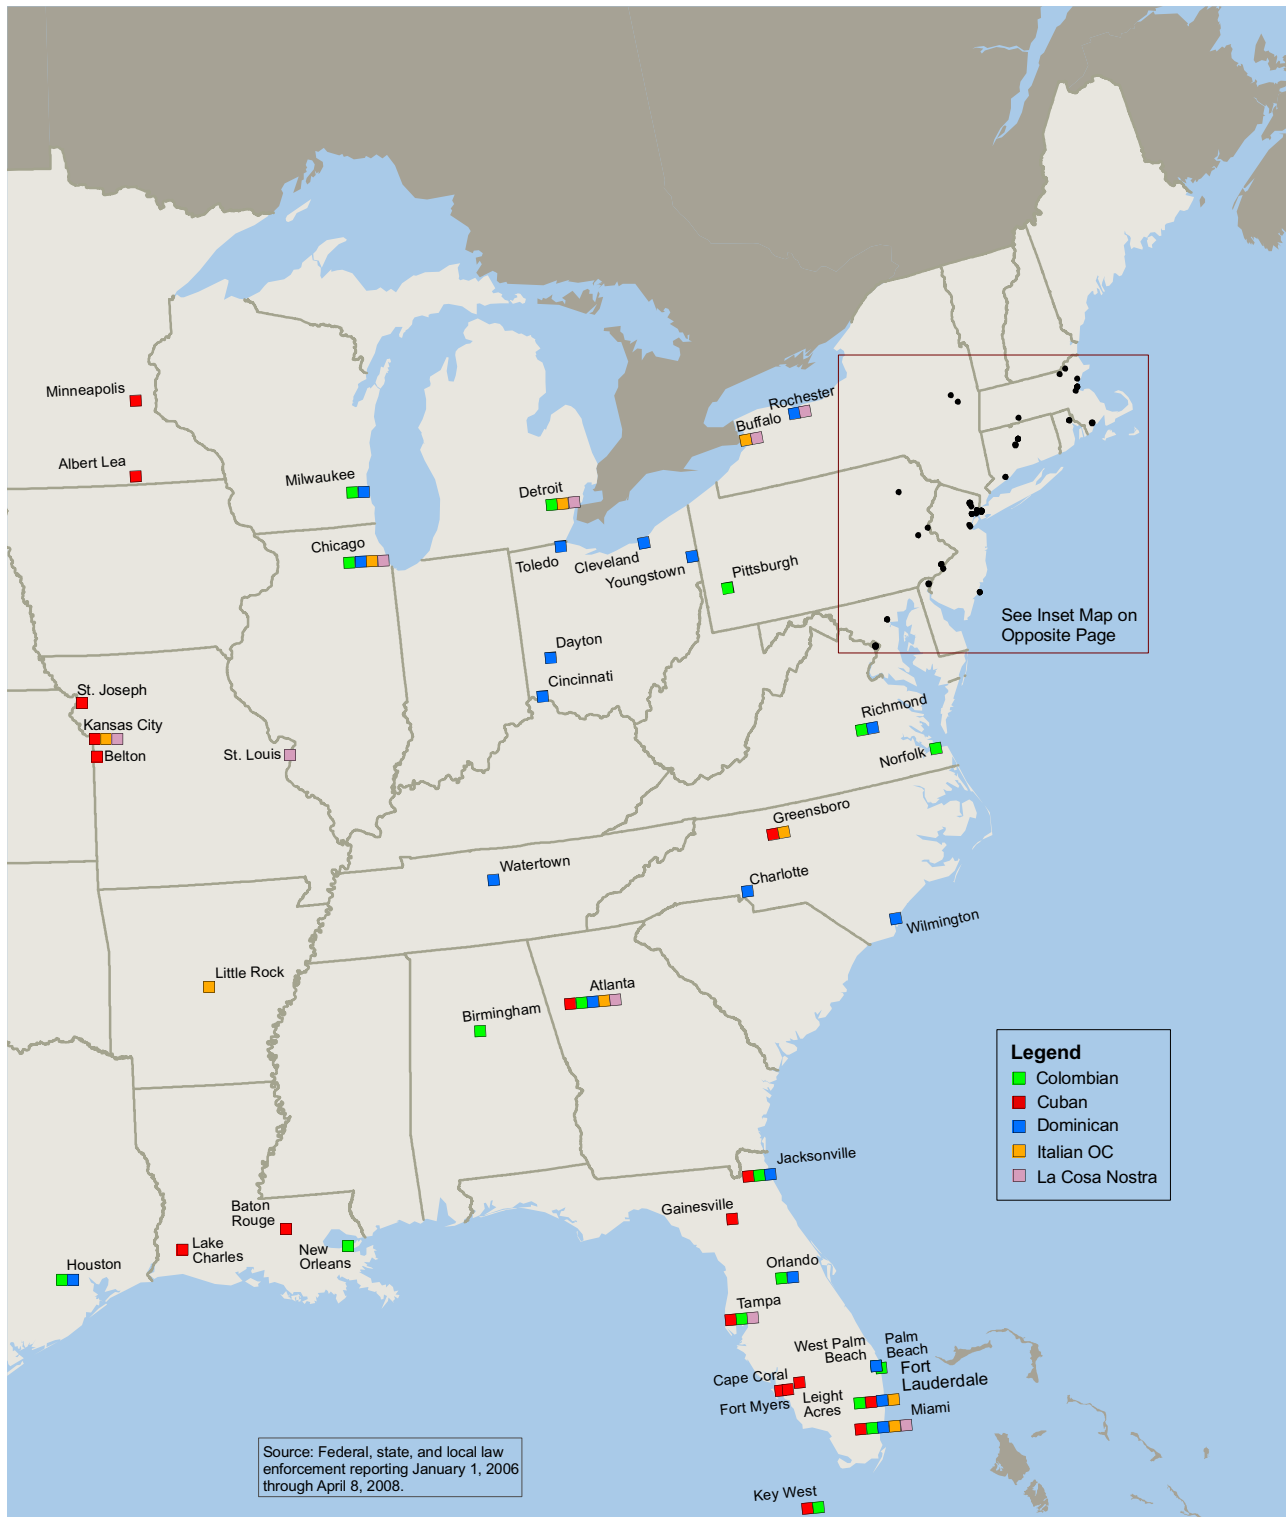 Minneapolis
Albert Lea
Milwaukee
Chicago
Detroit
Buffalo
Rochester
Toledo
Cleveland
Youngstown
Pittsburgh
See Inset Map on
Opposite Page
Dayton
Cincinnati
St. Joseph
Kansas City
Belton
St. Louis
Richmond
Norfolk
Greensboro
Watertown
Charlotte
Wilmington
Little Rock
Atlanta
Birmingham
Legend
Colombian
Cuban
Dominican
Italian OC
La Cosa Nostra
Jacksonville
Gainesville
Baton
Rouge
Lake
Charles
New
Orleans
Houston
Orlando
Tampa
West Palm
Beach
Palm
Beach
Fort
Lauderdale
Cape Coral
Fort Myers
Leight
Acres
Miami
Key West
Source: Federal, state, and local law
enforcement reporting January 1, 2006
through April 8, 2008.